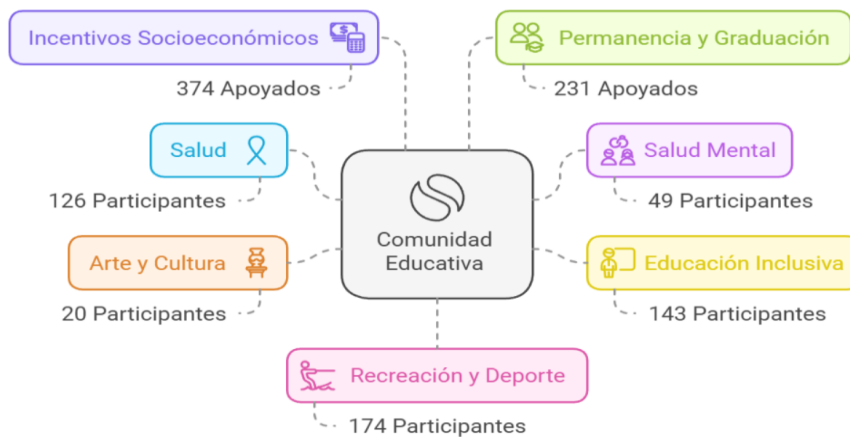 Incentivos Socioeconómicos
374 Apoyados
Permanencia y Graduación
231 Apoyados
Salud
126 Participantes
Salud Mental
49 Participantes
Comunidad
Educativa
Arte y Cultura
20 Participantes
Educación Inclusiva
143 Participantes
Recreación y Deporte
174 Participantes